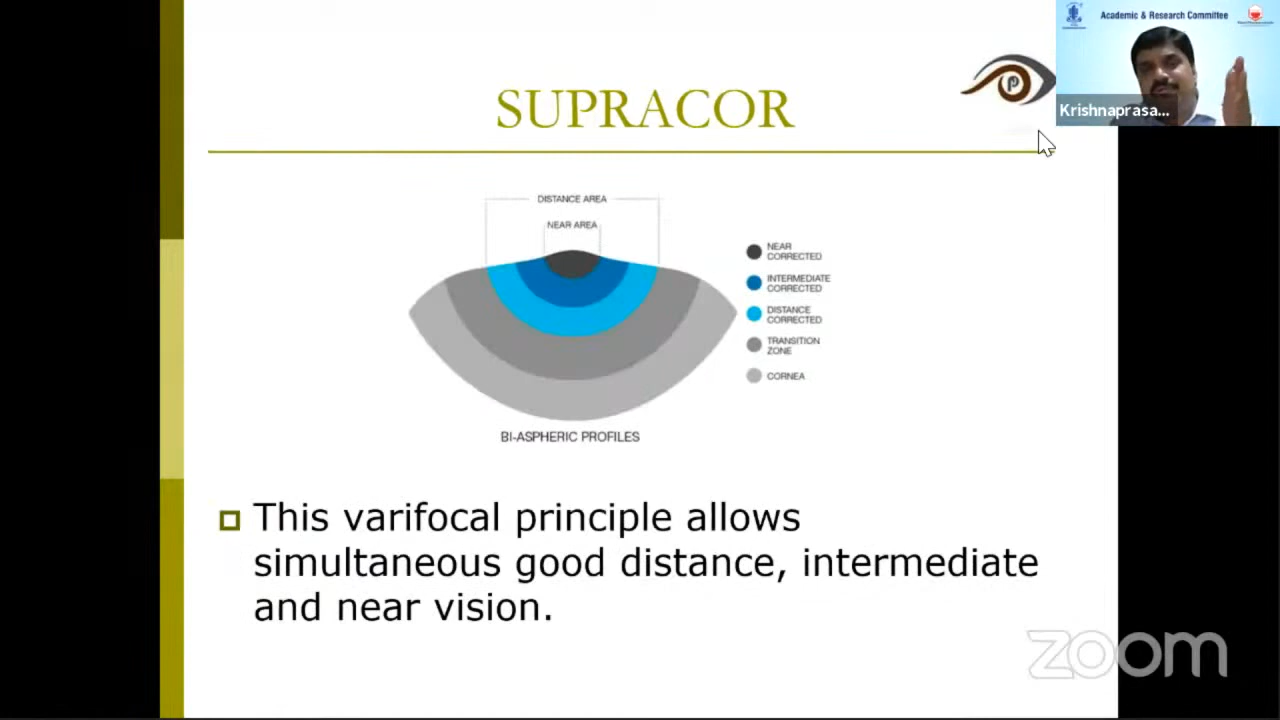 Academic & Research Committee
Krishnaprasa...
SUPRACOR
DISTANCE AREA
NEAR AREA
NEAR
CORRECTED
INTERMEDIATE
CORRECTED
DISTANCE
CORRECTED
TRANSITION
ZONE
CORNEA
BI-ASPHERIC PROFILES
This varifocal principle allows
simultaneous good distance, intermediate
and near vision.
zoom